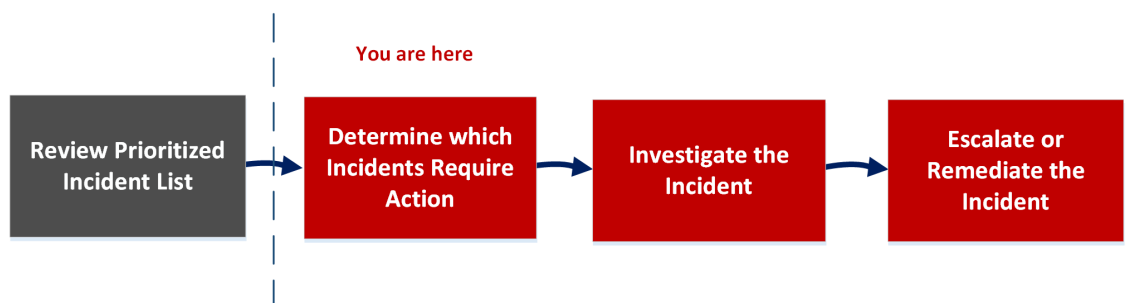 You are here
Review Prioritized
Incident List
Determine which
Incidents Require
Action
Investigate the
Incident
Escalate or
Remediate the
Incident